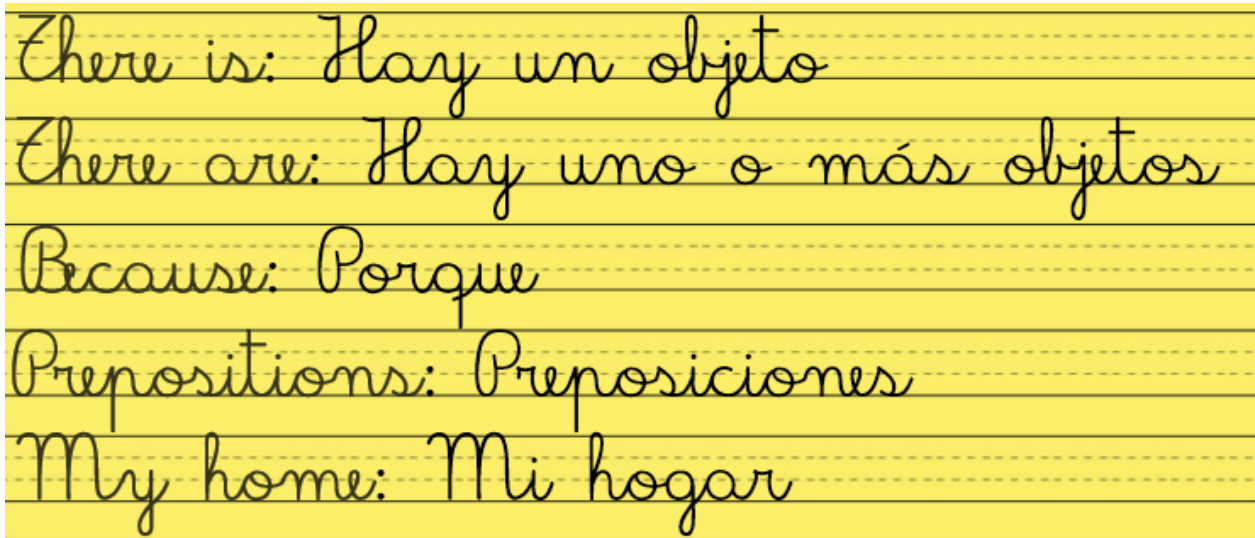 There is: Hay un objeto
There are: Hay uno o más objetos
Because: Porque
Prepositions: Preposiciones
My home: Mi hogar